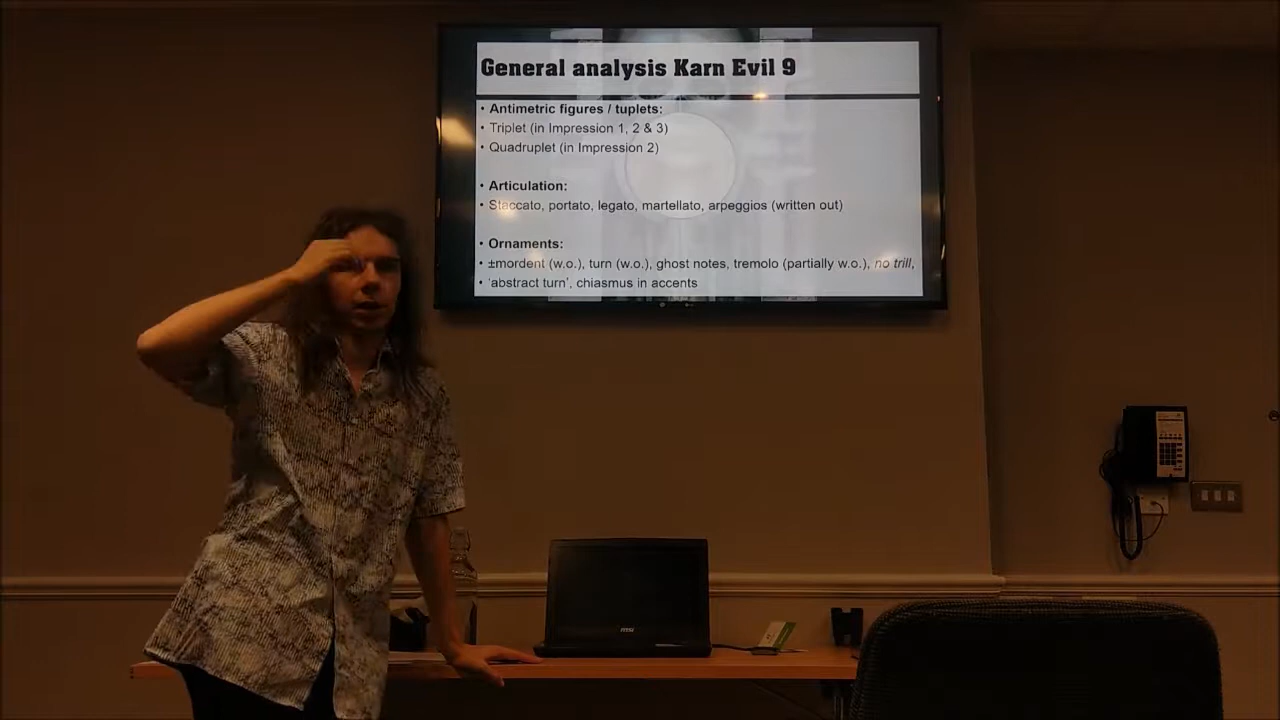 General analysis Karn Evil 9
• Antimetric figures / tuplets:
• Triplet (in Impression 1, 2 & 3)
• Quadruplet (in Impression 2)
• Articulation:
• Staccato, portato, legato, martellato, arpeggios (written out)
• Ornaments:
• ±mordent (w.o.), turn (w.o.), ghost notes, tremolo (partially w.o.), no trill,
• ‘abstract turn’, chiasmus in accents
msi